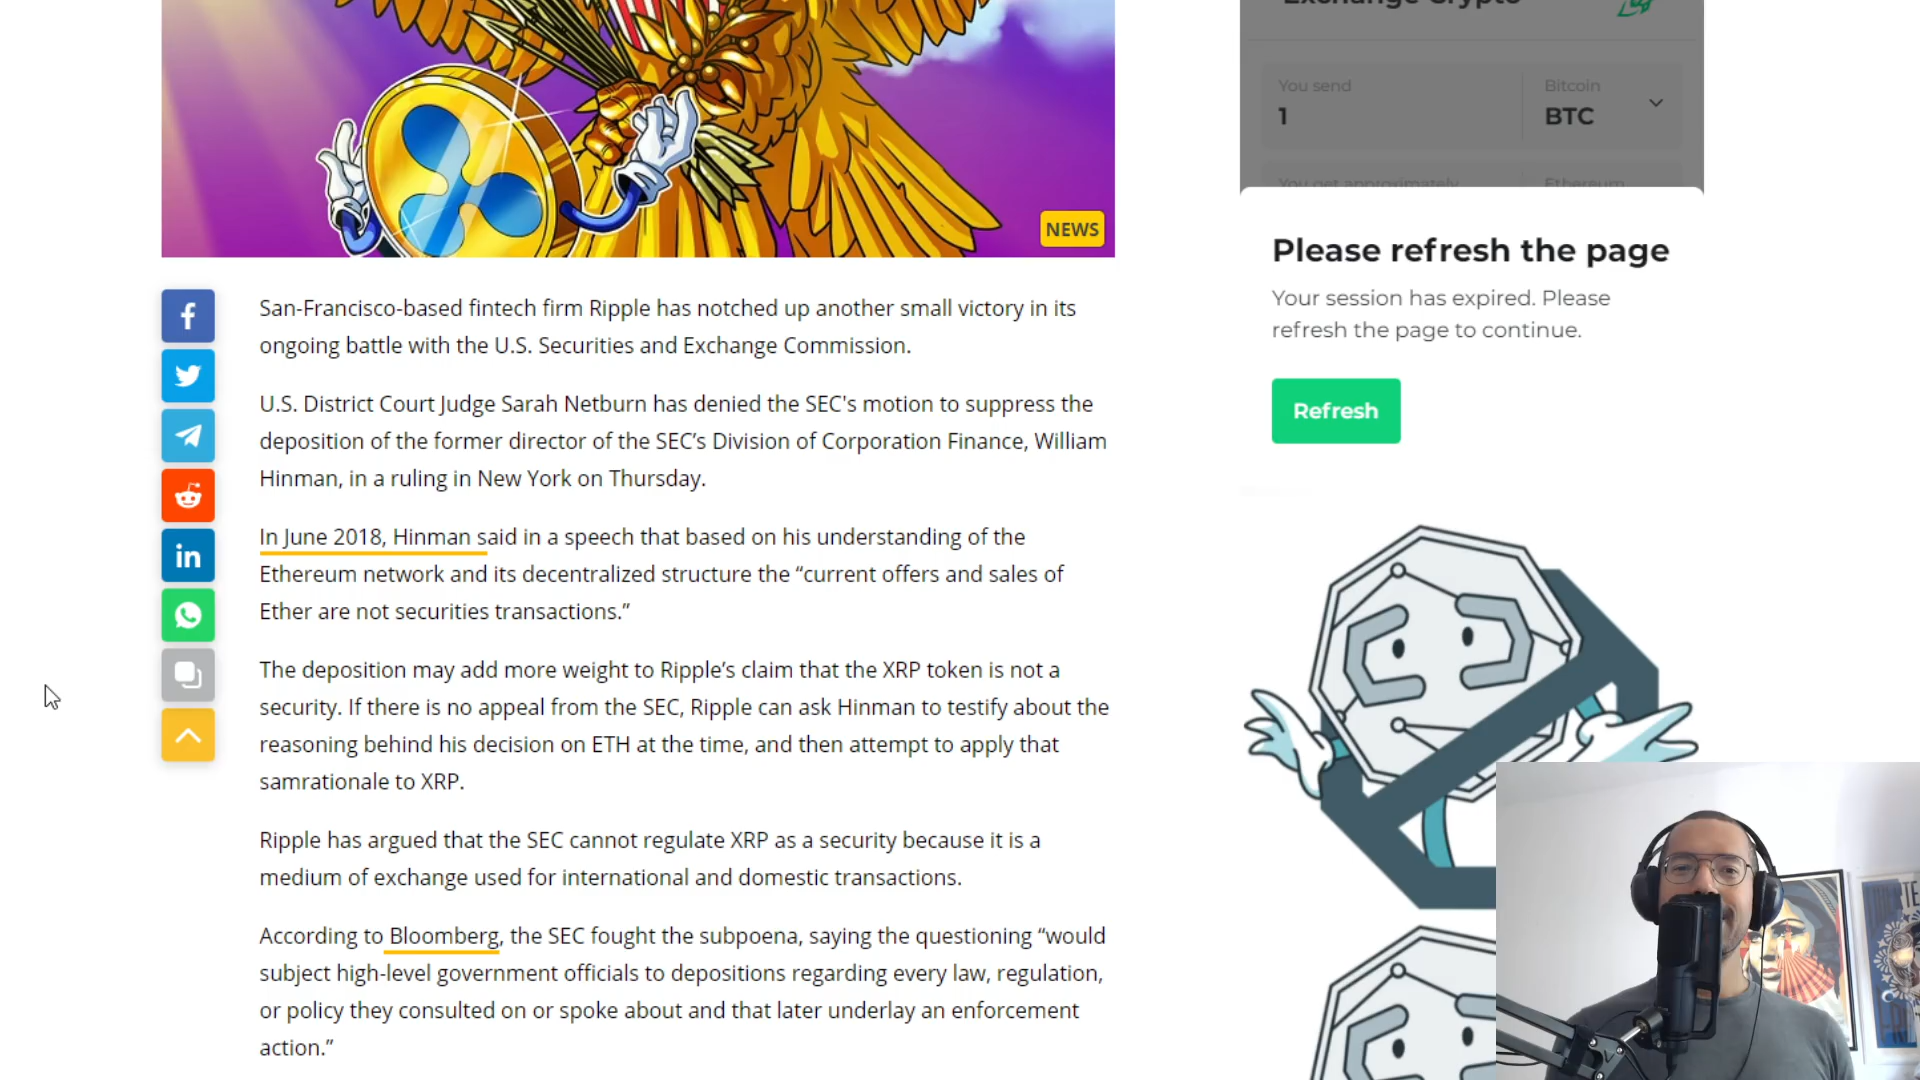 Exchange Crypto
You send
1
Bitcoin
BTC
You get approximately
Ethereum
NEWS
Please refresh the page
Your session has expired. Please
refresh the page to continue.
Refresh
San-Francisco-based fintech firm Ripple has notched up another small victory in its
ongoing battle with the U.S. Securities and Exchange Commission.
U.S. District Court Judge Sarah Netburn has denied the SEC's motion to suppress the
deposition of the former director of the SEC’s Division of Corporation Finance, William
Hinman, in a ruling in New York on Thursday.
In June 2018, Hinman said in a speech that based on his understanding of the
Ethereum network and its decentralized structure the “current offers and sales of
Ether are not securities transactions.”
The deposition may add more weight to Ripple’s claim that the XRP token is not a
security. If there is no appeal from the SEC, Ripple can ask Hinman to testify about the
reasoning behind his decision on ETH at the time, and then attempt to apply that
samrationale to XRP.
Ripple has argued that the SEC cannot regulate XRP as a security because it is a
medium of exchange used for international and domestic transactions.
According to Bloomberg, the SEC fought the subpoena, saying the questioning “would
subject high-level government officials to depositions regarding every law, regulation,
or policy they consulted on or spoke about and that later underlay an enforcement
action.”